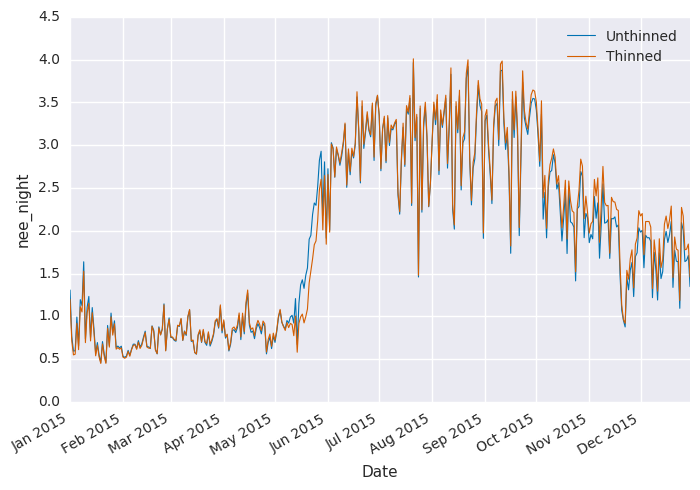 4.5
4.0
3.5
3.0
2.5
2.0
1.5
1.0
0.5
0.0
nee_night
Unthinned
Thinned
Jan 2015
Feb 2015
Mar 2015
Apr 2015
May 2015
Jun 2015
Jul 2015
Aug 2015
Sep 2015
Oct 2015
Nov 2015
Dec 2015
Date